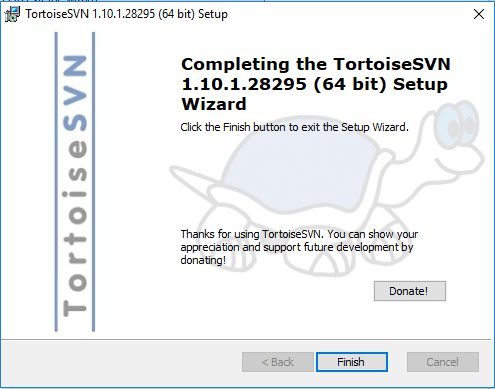 TortoiseSVN 1.10.1.28295 (64 bit) Setup
TortoiseSVN
Completing the TortoiseSVN
1.10.1.28295 (64 bit) Setup
Wizard
Click the Finish button to exit the Setup Wizard.
Thanks for using TortoiseSVN. You can show your
appreciation and support future development by
donating!
Donate!
< Back
Finish
Cancel